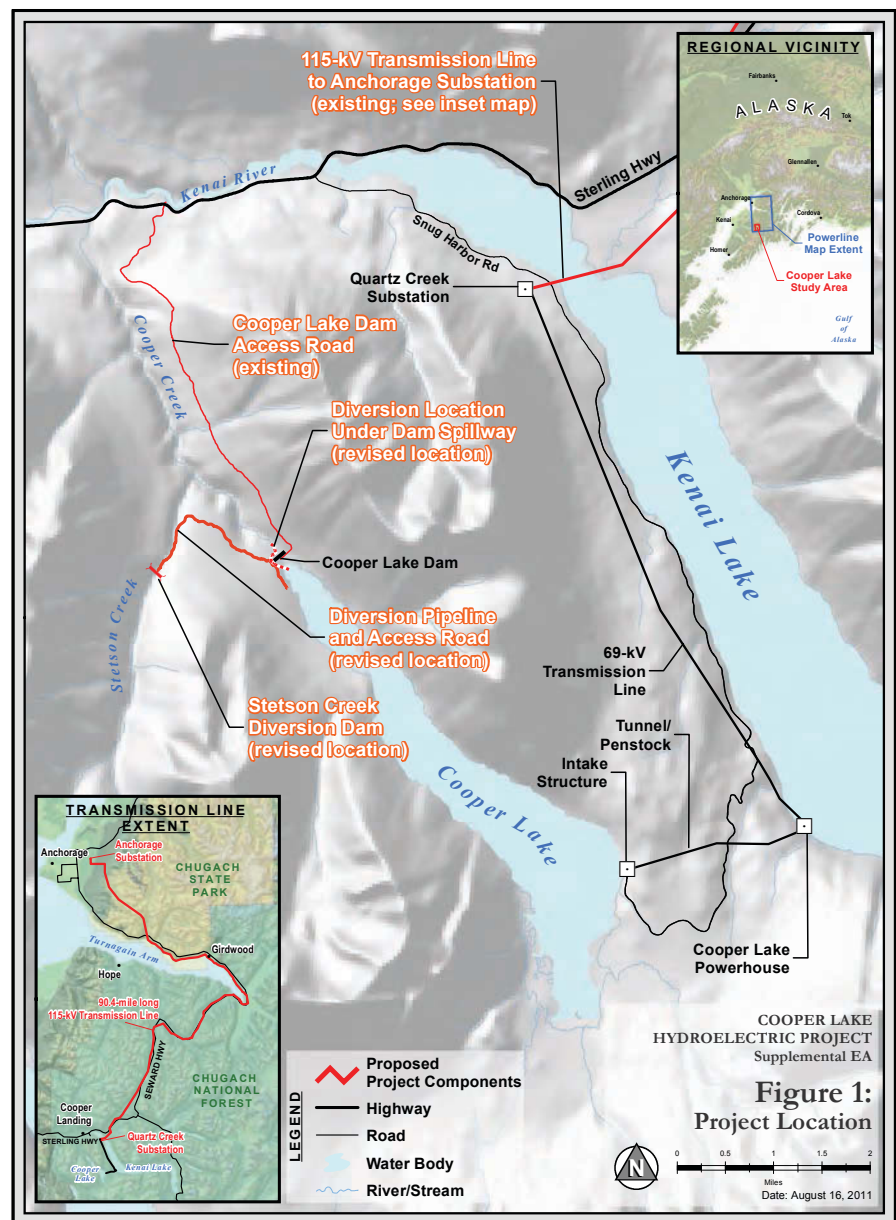 115-kV Transmission Line
to Anchorage Substation
(existing; see inset map)
REGIONAL VICINITY
Fairbanks
ALASKA
Tok
Glennallen
Anchorage
Kenai
Cordova
Homer
Powerline
Map Extent
Cooper Lake
Study Area
Gulf
of
Alaska
Kenai River
Sterling Hwy
Snug Harbor Rd
Quartz Creek
Substation
Cooper Creek
Cooper Lake Dam
Access Road
(existing)
Diversion Location
Under Dam Spillway
(revised location)
Kenai Lake
Cooper Lake Dam
Stetson Creek
Diversion Pipeline
and Access Road
(revised location)
69-kV
Transmission
Line
Stetson Creek
Diversion Dam
(revised location)
Tunnel/
Penstock
Intake
Structure
Cooper Lake
Cooper Lake
Powerhouse
TRANSMISSION LINE
EXTENT
Anchorage
Anchorage
Substation
CHUGACH
STATE
PARK
Turnagain Arm
Girdwood
Hope
90.4-mile long
115-kV Transmission Line
SEWARD HWY
CHUGACH
NATIONAL
FOREST
Cooper
Landing
STERLING HWY
Quartz Creek
Substation
Cooper
Lake
Kenai Lake
LEGEND
Proposed
Project Components
Highway
Road
Water Body
River/Stream
COOPER LAKE
HYDROELECTRIC PROJECT
Supplemental EA
Figure 1:
Project Location
N
0 0.5 1 1.5 2
Miles
Date: August 16, 2011